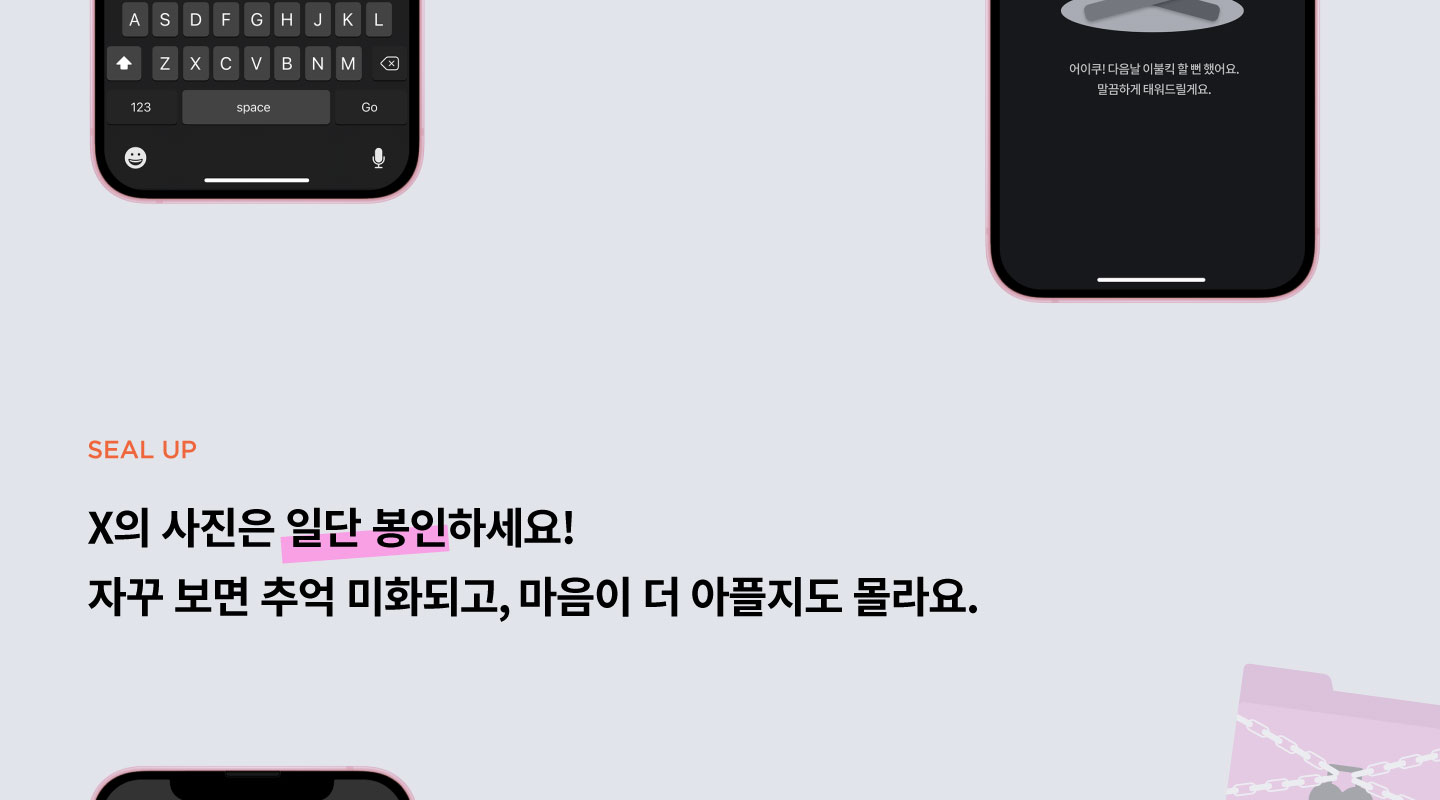 A S D F G H J K L
Z X C V B N M
123 space Go
어이쿠! 다음날 이불킥 할 뻔 했어요.
말끔하게 태워드릴게요.
SEAL UP
X의 사진은 일단 봉인하세요!
자꾸 보면 추억 미화되고, 마음이 더 아플지도 몰라요.